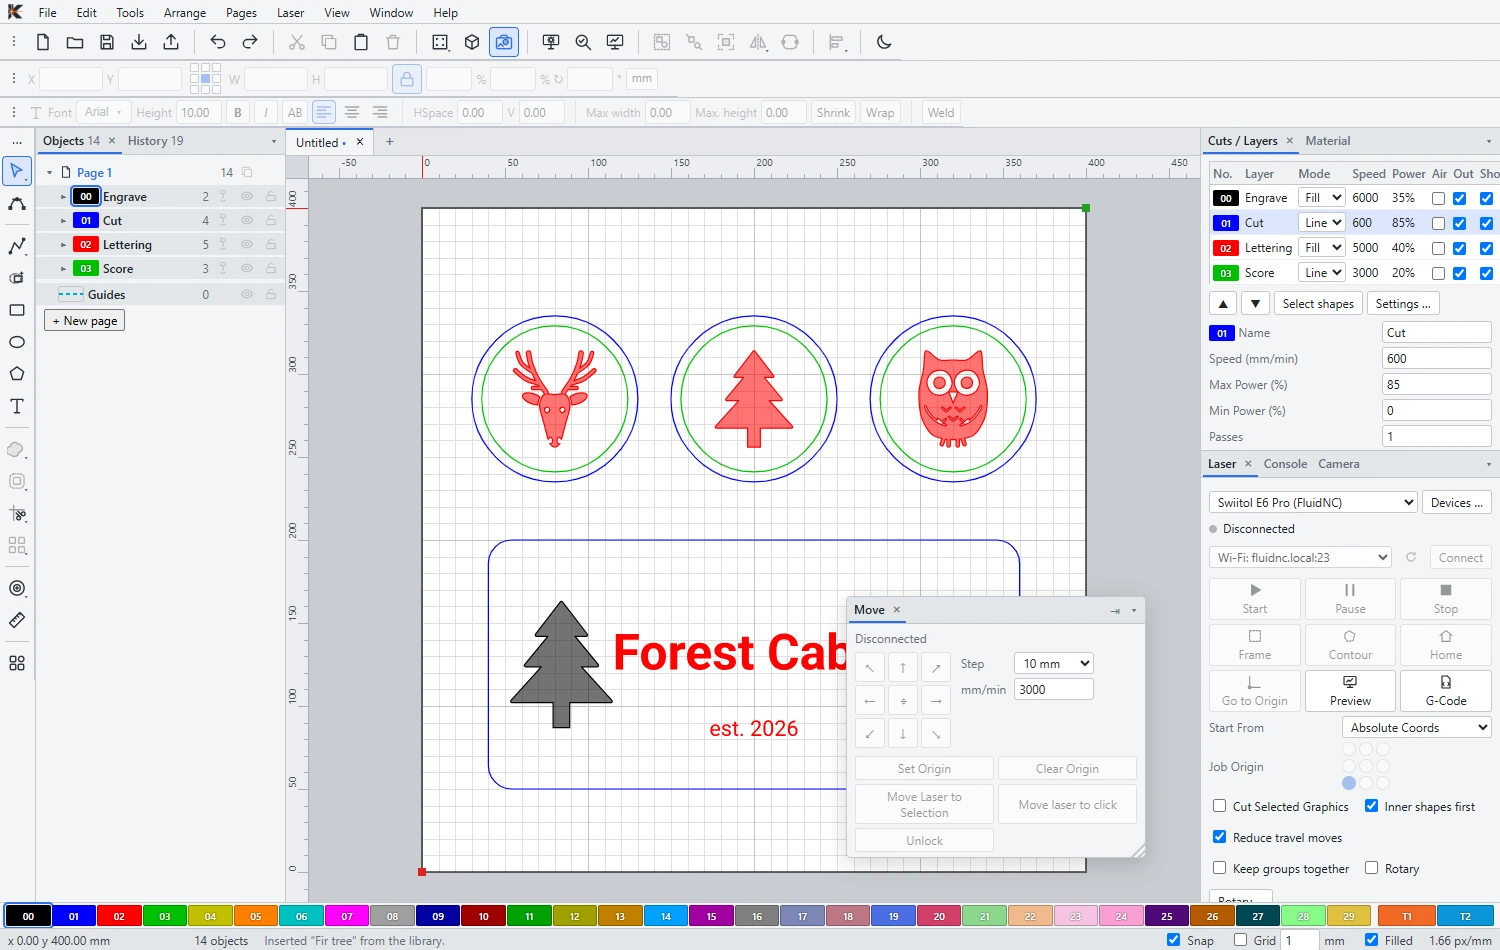 File Edit Tools Arrange Pages Laser View Window Help
X Y W H % % ° mm
Font Arial Height 10.00 B I AB HSpace 0.00 V 0.00 Max width 0.00 Max. height 0.00 Shrink Wrap Weld
Objects 14 × History 19
Untitled • × +
Page 1 14
00 Engrave 2
01 Cut 4
02 Lettering 5
03 Score 3
Guides 0
+ New page
-50 0 50 100 150 200 250 300 350 400 450
400
350
300
250
200
150
100
50
0
Forest Cab
est. 2026
Move ×
Disconnected
Step 10 mm
mm/min 3000
Set Origin Clear Origin
Move Laser to Selection Move laser to click
Unlock
Cuts / Layers × Material
No. Layer Mode Speed Power Air Out Sho
00 Engrave Fill 6000 35%
01 Cut Line 600 85%
02 Lettering Fill 5000 40%
03 Score Line 3000 20%
▲ ▼ Select shapes Settings ...
01 Name Cut
Speed (mm/min) 600
Max Power (%) 85
Min Power (%) 0
Passes 1
Laser × Console Camera
Swiitol E6 Pro (FluidNC) Devices ...
Disconnected
Wi-Fi: fluidnc.local:23 Connect
Start Pause Stop
Frame Contour Home
Go to Origin Preview G-Code
Start From Absolute Coords
Job Origin
Cut Selected Graphics Inner shapes first
Reduce travel moves
Keep groups together Rotary
00 01 02 03 04 05 06 07 08 09 10 11 12 13 14 15 16 17 18 19 20 21 22 23 24 25 26 27 28 29 T1 T2
x 0.00 y 400.00 mm 14 objects Inserted "Fir tree" from the library. Snap Grid 1 mm Filled 1.66 px/mm